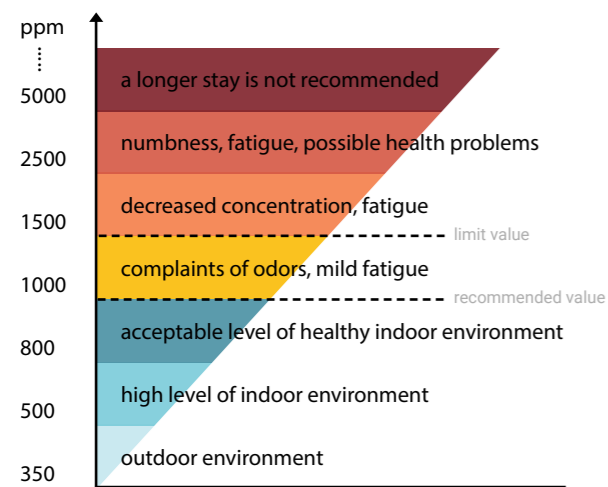 ppm
a longer stay is not recommended
5000
numbness, fatigue, possible health problems
2500
decreased concentration, fatigue
1500
limit value
complaints of odors, mild fatigue
1000
recommended value
acceptable level of healthy indoor environment
800
high level of indoor environment
500
outdoor environment
350